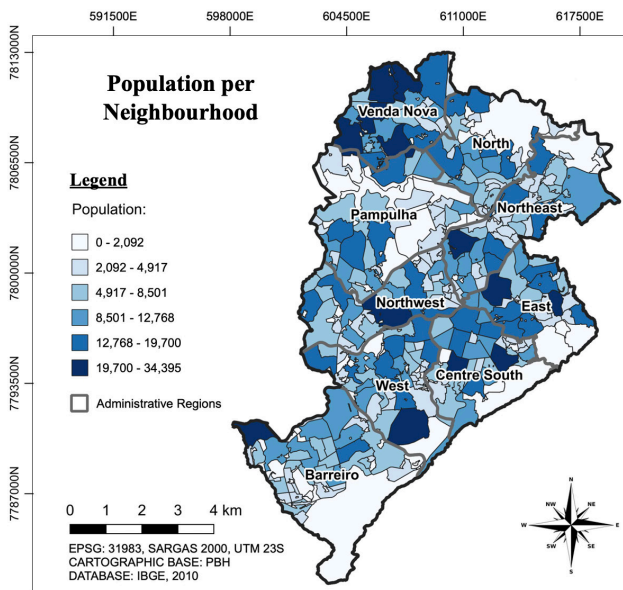 591500E 598000E 604500E 611000E 617500E
7813000N
7806500N
7800000N
7793500N
7787000N
Population per
Neighbourhood
Legend
Population:
0 - 2,092
2,092 - 4,917
4,917 - 8,501
8,501 - 12,768
12,768 - 19,700
19,700 - 34,395
Administrative Regions
Venda Nova
North
Northeast
Pampulha
Northwest
East
Centre South
West
Barreiro
0 1 2 3 4 km
EPSG: 31983, SARGAS 2000, UTM 23S
CARTOGRAPHIC BASE: PBH
DATABASE: IBGE, 2010
N
NW NE
W E
SW SE
S